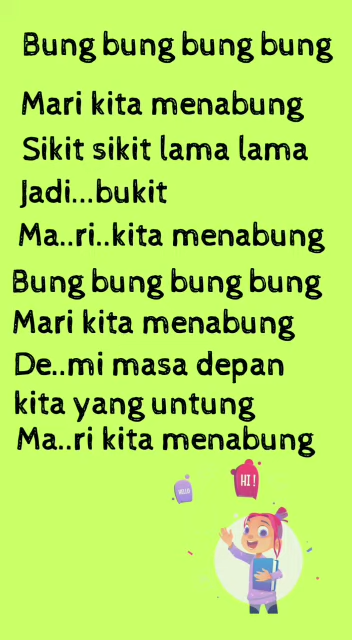 Bung bung bung bung
Mari kita menabung
Sikit sikit lama lama
Jadi...bukit
Ma..ri..kita menabung
Bung bung bung bung
Mari kita menabung
De..mi masa depan
kita yang untung
Ma..ri kita menabung
HELLO
HI !